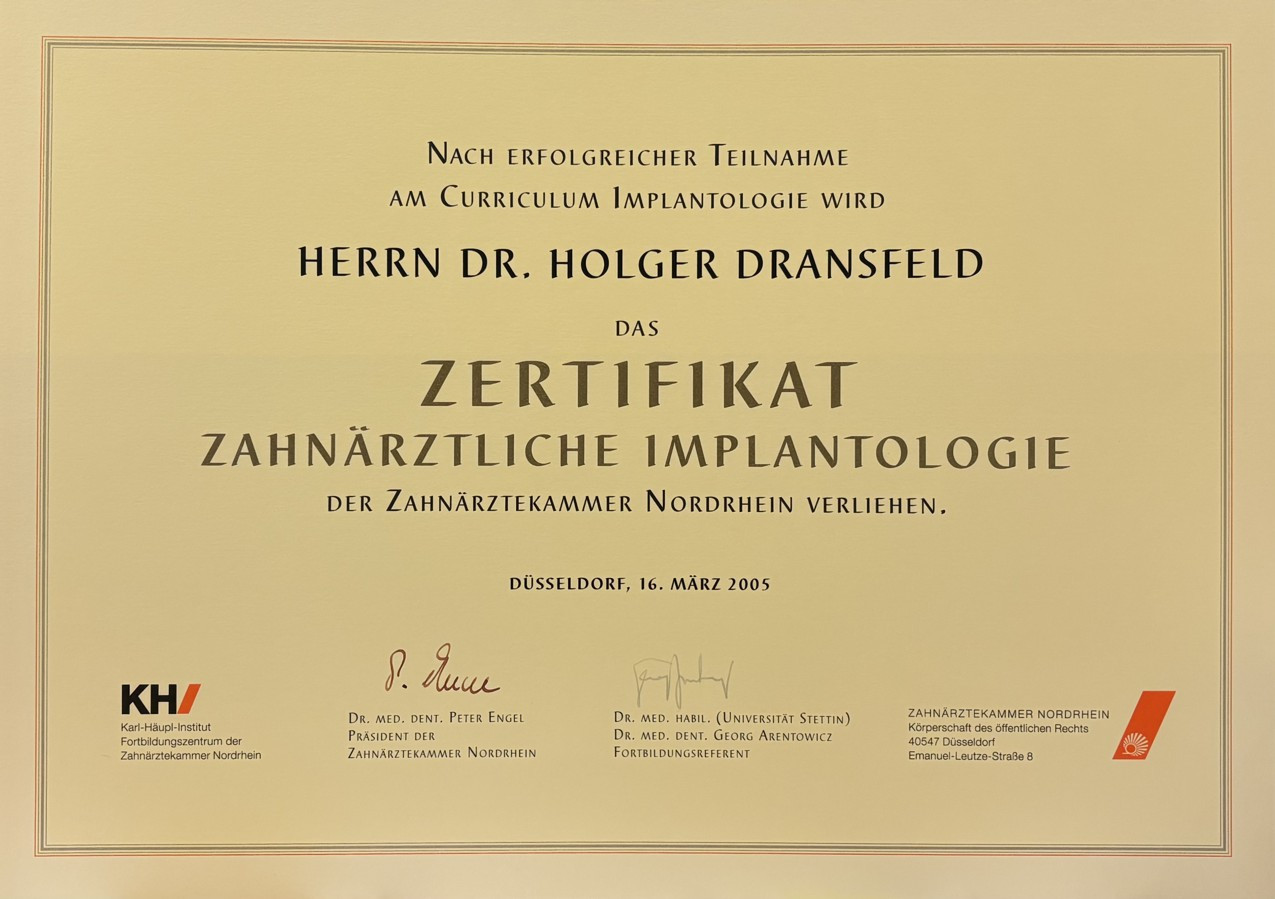 Nach erfolgreicher Teilnahme
am Curriculum Implantologie wird
HERRN DR. HOLGER DRANSFELD
DAS
ZERTIFIKAT
ZAHNÄRZTLICHE IMPLANTOLOGIE
der Zahnärztekammer Nordrhein verliehen.
DÜSSELDORF, 16. MÄRZ 2005
KH
Karl-Häupl-Institut
Fortbildungszentrum der
Zahnärztekammer Nordrhein
Dr. med. dent. Peter Engel
Präsident der
Zahnärztekammer Nordrhein
Dr. med. habil. (Universität Stettin)
Dr. med. dent. Georg Arentowicz
Fortbildungsreferent
ZAHNÄRZTEKAMMER NORDRHEIN
Körperschaft des öffentlichen Rechts
40547 Düsseldorf
Emanuel-Leutze-Straße 8